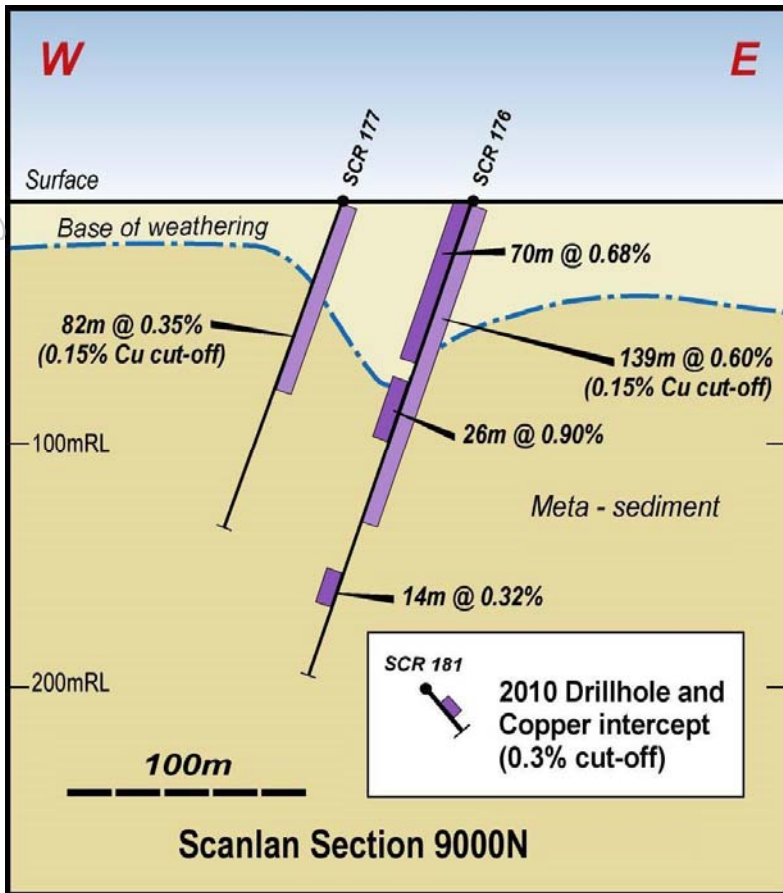 W
E
SCR 177
SCR 176
Surface
Base of weathering
70m @ 0.68%
82m @ 0.35%
(0.15% Cu cut-off)
139m @ 0.60%
(0.15% Cu cut-off)
26m @ 0.90%
100mRL
Meta - sediment
14m @ 0.32%
SCR 181
2010 Drillhole and
Copper intercept
(0.3% cut-off)
200mRL
100m
Scanlan Section 9000N